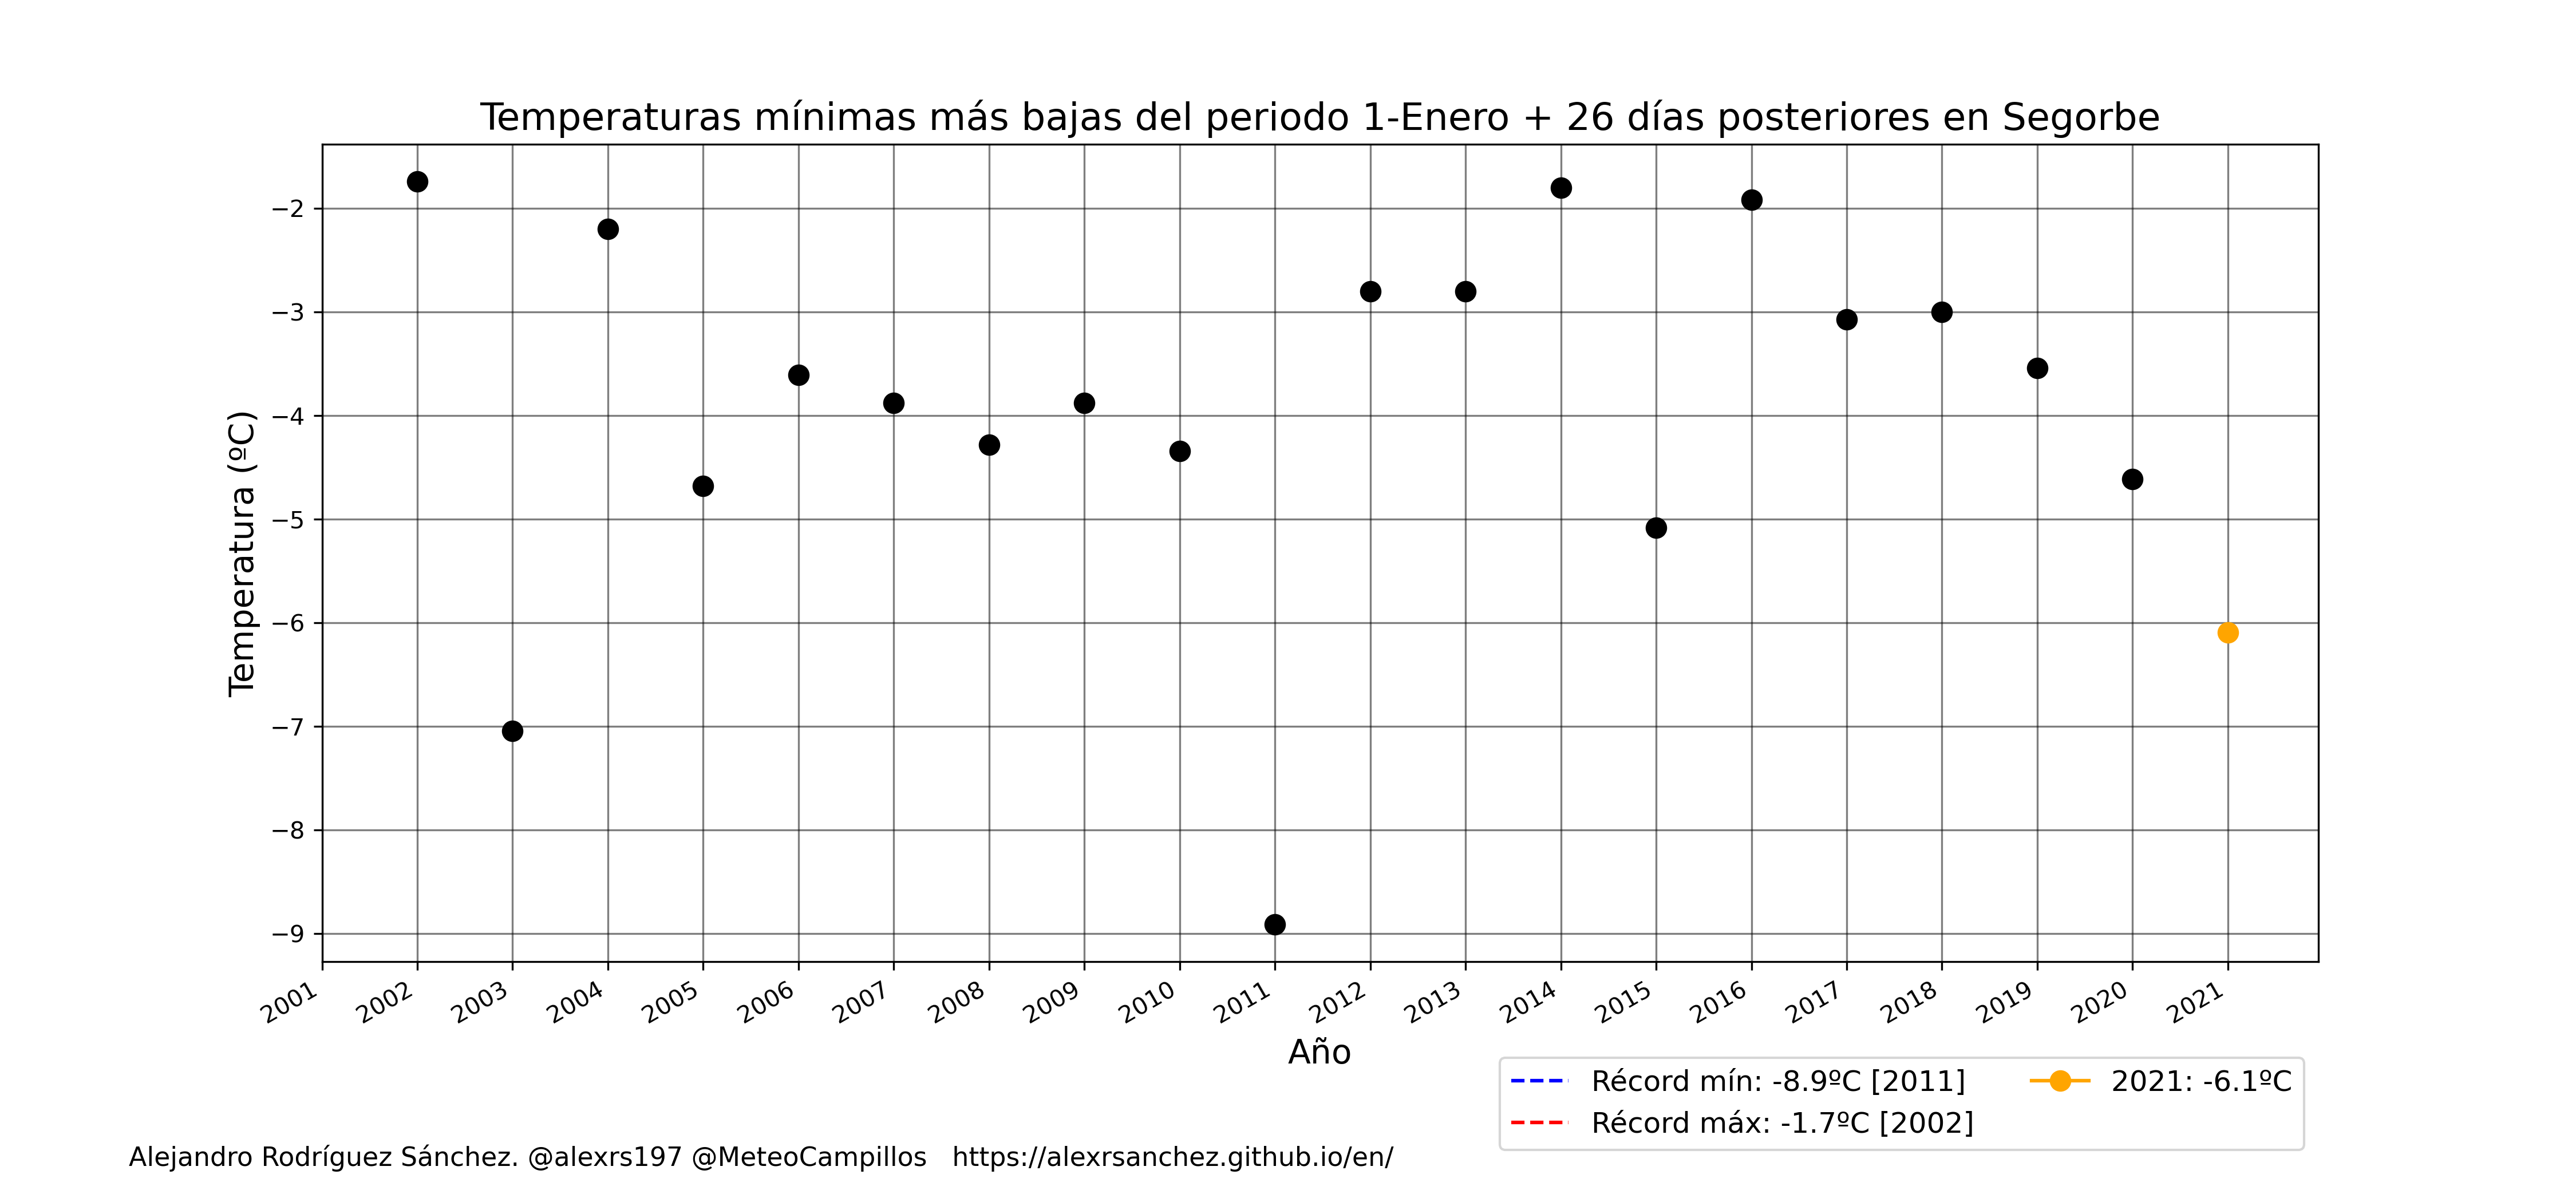 Temperaturas mínimas más bajas del periodo 1-Enero + 26 días posteriores en Segorbe
Temperatura (ºC)
−2
−3
−4
−5
−6
−7
−8
−9
2001 2002 2003 2004 2005 2006 2007 2008 2009 2010 2011 2012 2013 2014 2015 2016 2017 2018 2019 2020 2021
Año
Récord mín: -8.9ºC [2011]
Récord máx: -1.7ºC [2002]
2021: -6.1ºC
Alejandro Rodríguez Sánchez. @alexrs197 @MeteoCampillos https://alexrsanchez.github.io/en/